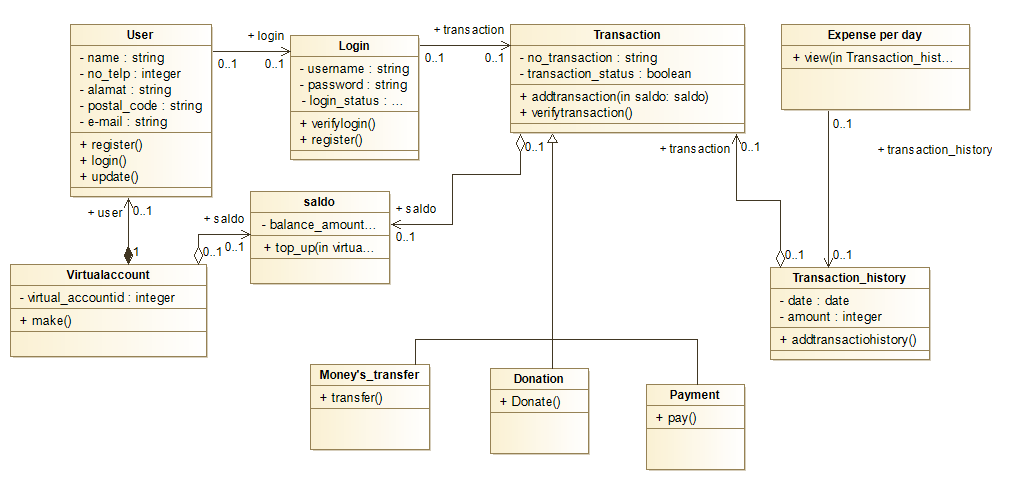 User
- name : string
- no_telp : integer
- alamat : string
- postal_code : string
- e-mail : string
+ register()
+ login()
+ update()
+ login
0..1
0..1
Login
- username : string
- password : string
- login_status : ...
+ verifylogin()
+ register()
+ transaction
0..1
0..1
Transaction
- no_transaction : string
- transaction_status : boolean
+ addtransaction(in saldo: saldo)
+ verifytransaction()
Expense per day
+ view(in Transaction_hist...
0..1
+ transaction_history
0..1
0..1
+ transaction
0..1
+ user
0..1
1
+ saldo
0..1
0..1
saldo
- balance_amount...
+ top_up(in virtua...
+ saldo
0..1
Virtualaccount
- virtual_accountid : integer
+ make()
0..1
Transaction_history
- date : date
- amount : integer
+ addtransactiohistory()
Money's_transfer
+ transfer()
Donation
+ Donate()
Payment
+ pay()